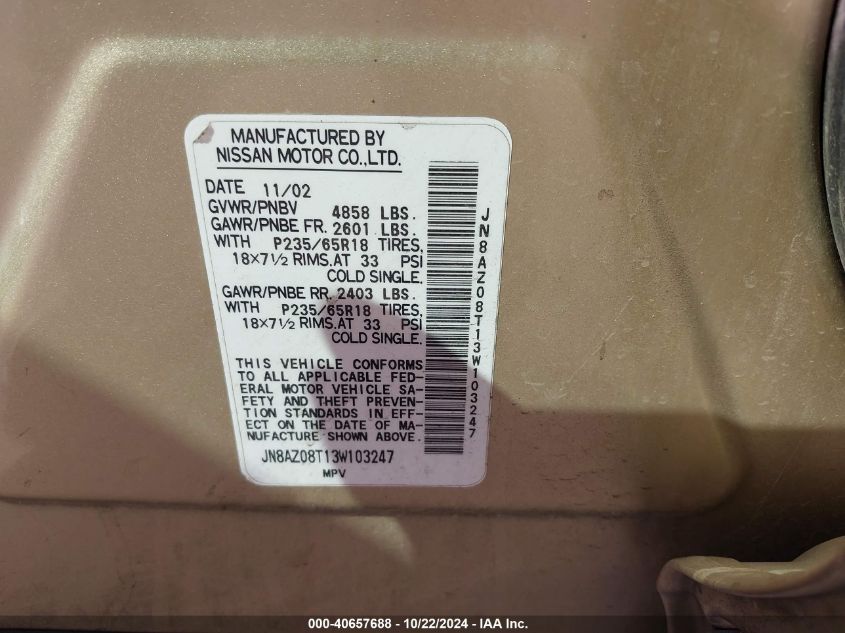 MANUFACTURED BY
NISSAN MOTOR CO.,LTD.
DATE 11/02
GVWR/PNBV 4858 LBS.
GAWR/PNBE FR. 2601 LBS.
WITH P235/65R18 TIRES,
18×7½ RIMS.AT 33 PSI
COLD SINGLE.
GAWR/PNBE RR. 2403 LBS.
WITH P235/65R18 TIRES,
18×7½ RIMS.AT 33 PSI
COLD SINGLE.
THIS VEHICLE CONFORMS
TO ALL APPLICABLE FED-
ERAL MOTOR VEHICLE SA-
FETY AND THEFT PREVEN-
TION STANDARDS IN EFF-
ECT ON THE DATE OF MA-
NUFACTURE SHOWN ABOVE.
JN8AZ08T13W103247
MPV
JN8AZ08T13W103247
000-40657688 - 10/22/2024 - IAA Inc.